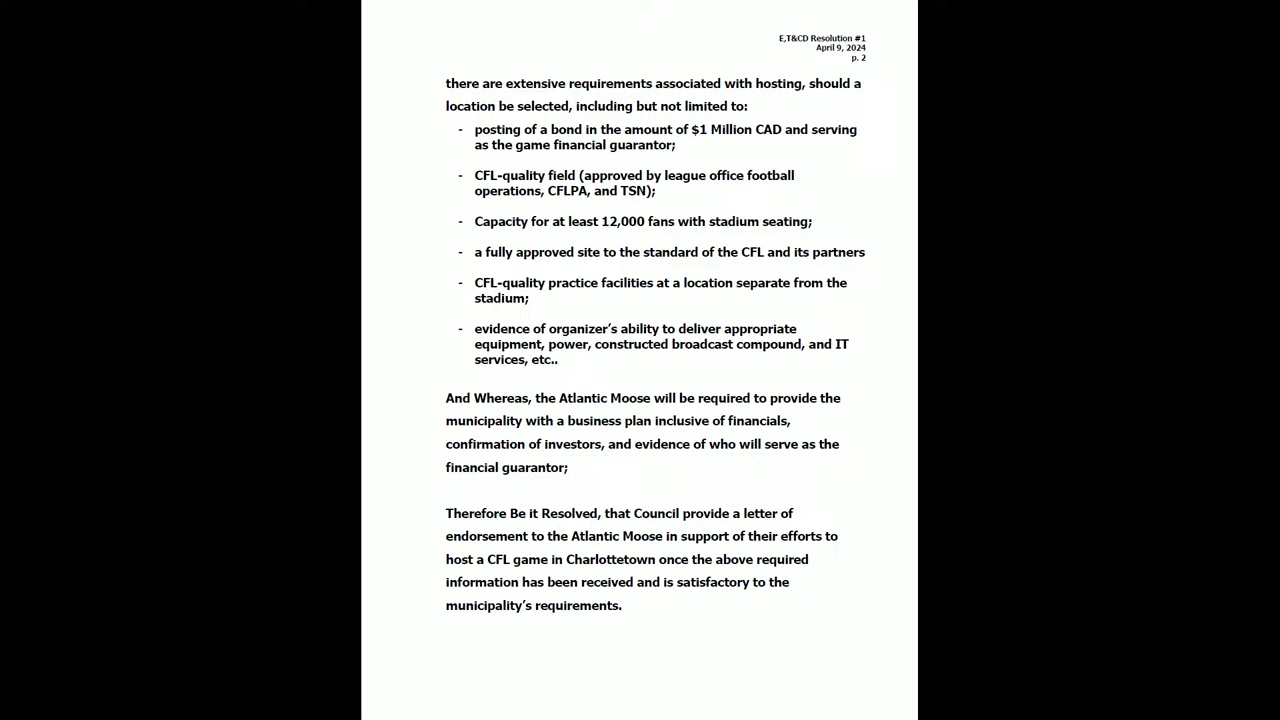 E,T&CD Resolution #1
April 9, 2024
p. 2
there are extensive requirements associated with hosting, should a
location be selected, including but not limited to:
- posting of a bond in the amount of $1 Million CAD and serving
as the game financial guarantor;
- CFL-quality field (approved by league office football
operations, CFLPA, and TSN);
- Capacity for at least 12,000 fans with stadium seating;
- a fully approved site to the standard of the CFL and its partners
- CFL-quality practice facilities at a location separate from the
stadium;
- evidence of organizer's ability to deliver appropriate
equipment, power, constructed broadcast compound, and IT
services, etc..
And Whereas, the Atlantic Moose will be required to provide the
municipality with a business plan inclusive of financials,
confirmation of investors, and evidence of who will serve as the
financial guarantor;
Therefore Be it Resolved, that Council provide a letter of
endorsement to the Atlantic Moose in support of their efforts to
host a CFL game in Charlottetown once the above required
information has been received and is satisfactory to the
municipality's requirements.